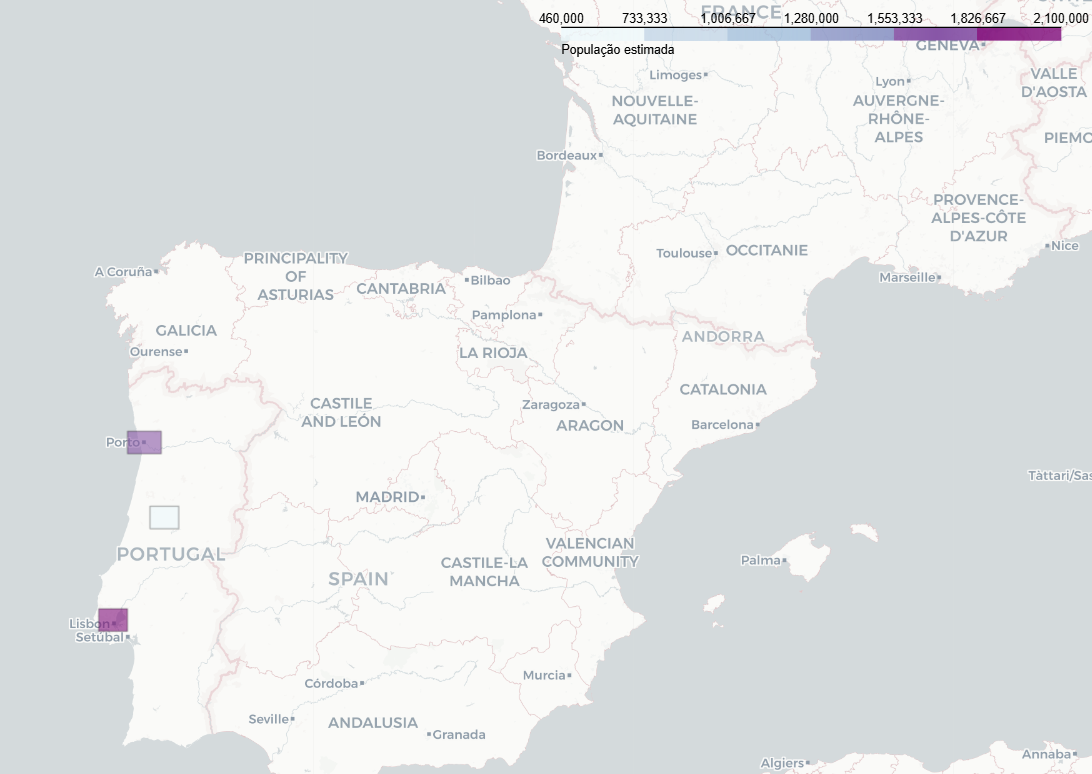 FRANCE
460,000 733,333 1,006,667 1,280,000 1,553,333 1,826,667 2,100,000
População estimada
GENEVA
Limoges
Lyon
VALLE
D'AOSTA
NOUVELLE-
AQUITAINE
AUVERGNE-
RHÔNE-
ALPES
PIEMO
Bordeaux
PROVENCE-
ALPES-CÔTE
D'AZUR
Nice
Toulouse
OCCITANIE
Marseille
A Coruña
PRINCIPALITY
OF
ASTURIAS
CANTABRIA
Bilbao
Pamplona
GALICIA
Ourense
ANDORRA
LA RIOJA
CATALONIA
CASTILE
AND LEÓN
Zaragoza
ARAGON
Barcelona
Porto
Tàttari/Sas
MADRID
PORTUGAL
VALENCIAN
COMMUNITY
CASTILE-LA
MANCHA
Palma
SPAIN
Lisbon
Setúbal
Murcia
Córdoba
Seville
ANDALUSIA
Granada
Algiers
Annaba